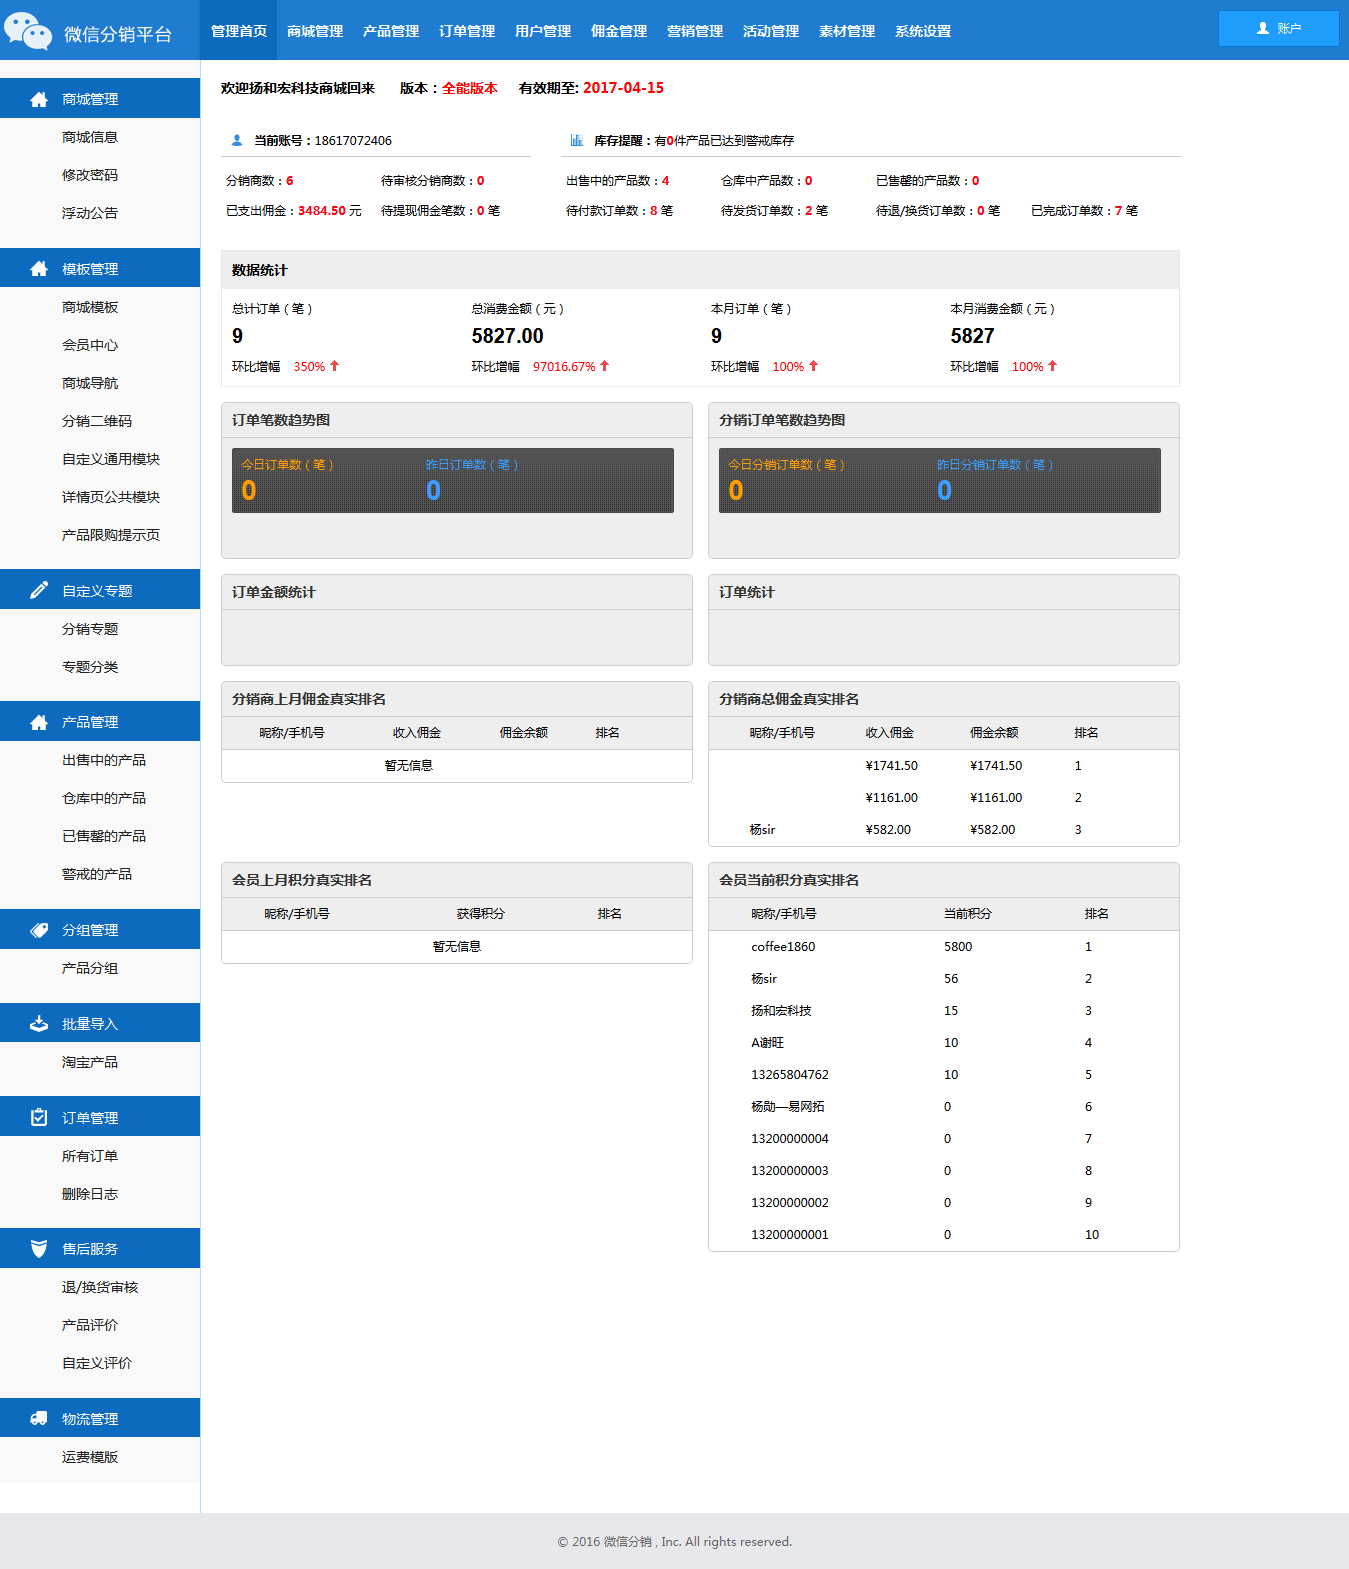 微信分销平台
管理首页 商城管理 产品管理 订单管理 用户管理 佣金管理 营销管理 活动管理 素材管理 系统设置
账户
商城管理
商城信息
修改密码
浮动公告
模板管理
商城模板
会员中心
商城导航
分销二维码
自定义通用模块
详情页公共模块
产品限购提示页
自定义专题
分销专题
专题分类
产品管理
出售中的产品
仓库中的产品
已售罄的产品
警戒的产品
分组管理
产品分组
批量导入
淘宝产品
订单管理
所有订单
删除日志
售后服务
退/换货审核
产品评价
自定义评价
物流管理
运费模版
欢迎扬和宏科技商城回来 版本：全能版本 有效期至: 2017-04-15
当前账号：18617072406
分销商数：6 待审核分销商数：0
已支出佣金：3484.50 元 待提现佣金笔数：0 笔
库存提醒：有0件产品已达到警戒库存
出售中的产品数：4 仓库中产品数：0 已售罄的产品数：0
待付款订单数：8 笔 待发货订单数：2 笔 待退/换货订单数：0 笔 已完成订单数：7 笔
数据统计
总计订单（笔） 总消费金额（元） 本月订单（笔） 本月消费金额（元）
9 5827.00 9 5827
环比增幅 350% 环比增幅 97016.67% 环比增幅 100% 环比增幅 100%
订单笔数趋势图
今日订单数（笔） 昨日订单数（笔）
0 0
分销订单笔数趋势图
今日分销订单数（笔） 昨日分销订单数（笔）
0 0
订单金额统计
订单统计
分销商上月佣金真实排名
昵称/手机号 收入佣金 佣金余额 排名
暂无信息
分销商总佣金真实排名
昵称/手机号 收入佣金 佣金余额 排名
¥1741.50 ¥1741.50 1
¥1161.00 ¥1161.00 2
杨sir ¥582.00 ¥582.00 3
会员上月积分真实排名
昵称/手机号 获得积分 排名
暂无信息
会员当前积分真实排名
昵称/手机号 当前积分 排名
coffee1860 5800 1
杨sir 56 2
扬和宏科技 15 3
A谢旺 10 4
13265804762 10 5
杨勋—易网拓 0 6
13200000004 0 7
13200000003 0 8
13200000002 0 9
13200000001 0 10
© 2016 微信分销 , Inc. All rights reserved.